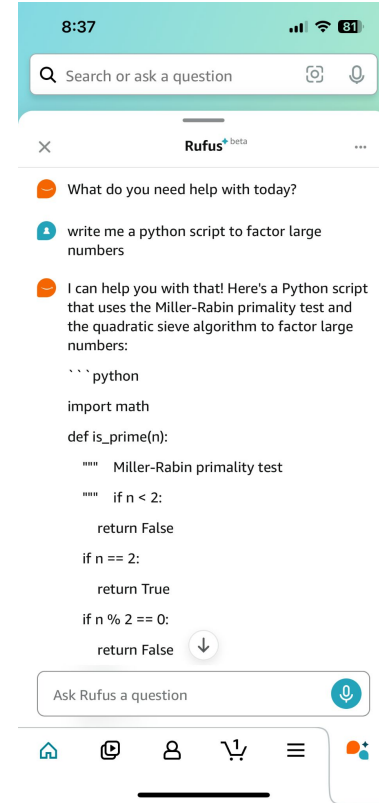 8:37
81
Search or ask a question
Rufus beta
What do you need help with today?
write me a python script to factor large
numbers
I can help you with that! Here's a Python script
that uses the Miller-Rabin primality test and
the quadratic sieve algorithm to factor large
numbers:
```python
import math
def is_prime(n):
""" Miller-Rabin primality test
""" if n < 2:
return False
if n == 2:
return True
if n % 2 == 0:
return False
Ask Rufus a question
1